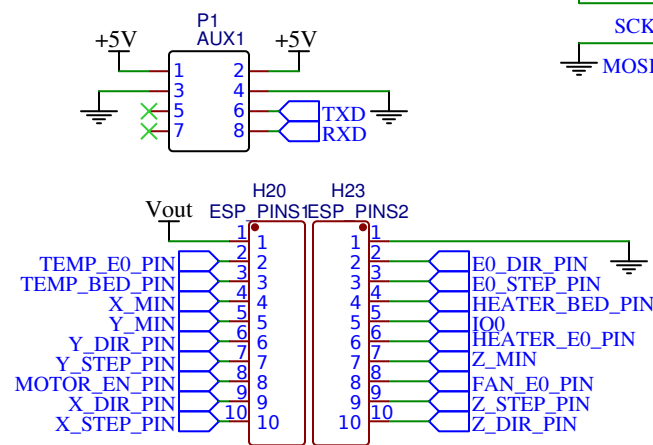 P1
AUX1
+5V +5V
SCK
1 2
3 4
MOSI
5 6 TXD
7 8 RXD
H20 H23
Vout ESP_PINS1 ESP_PINS2
1 1 1 1
TEMP_E0_PIN 2 2 2 2 E0_DIR_PIN
TEMP_BED_PIN 3 3 3 3 E0_STEP_PIN
X_MIN 4 4 4 4 HEATER_BED_PIN
Y_MIN 5 5 5 5 IO0
Y_DIR_PIN 6 6 6 6 HEATER_E0_PIN
Y_STEP_PIN 7 7 7 7 Z_MIN
MOTOR_EN_PIN 8 8 8 8 FAN_E0_PIN
X_DIR_PIN 9 9 9 9 Z_STEP_PIN
X_STEP_PIN 10 10 10 10 Z_DIR_PIN